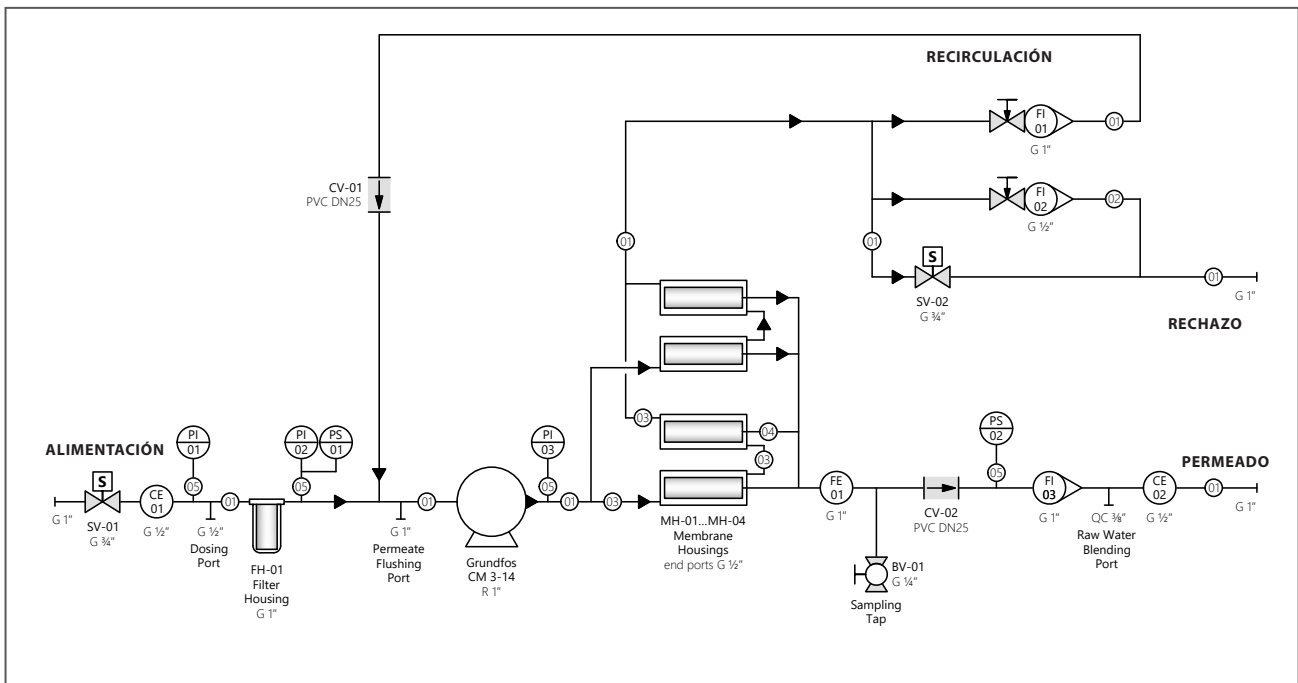 RECIRCULACIÓN
FI
01
01
G 1"
CV-01
PVC DN25
FI
02
02
G ½"
01
01
S
SV-02
G ¾"
01
G 1"
RECHAZO
03
04
03
ALIMENTACIÓN
PI
01
PI
02
PS
01
PI
03
PS
02
PERMEADO
S
G 1"
SV-01
G ¾"
CE
01
G ½"
05
01
G ½"
Dosing
Port
05
FH-01
Filter
Housing
G 1"
G 1"
Permeate
Flushing
Port
01
Grundfos
CM 3-14
R 1"
05
01
03
MH-01...MH-04
Membrane
Housings
end ports G ½"
FE
01
G 1"
BV-01
G ¼"
Sampling
Tap
CV-02
PVC DN25
05
FI
03
G 1"
QC ⅜"
Raw Water
Blending
Port
CE
02
G ½"
01
G 1"